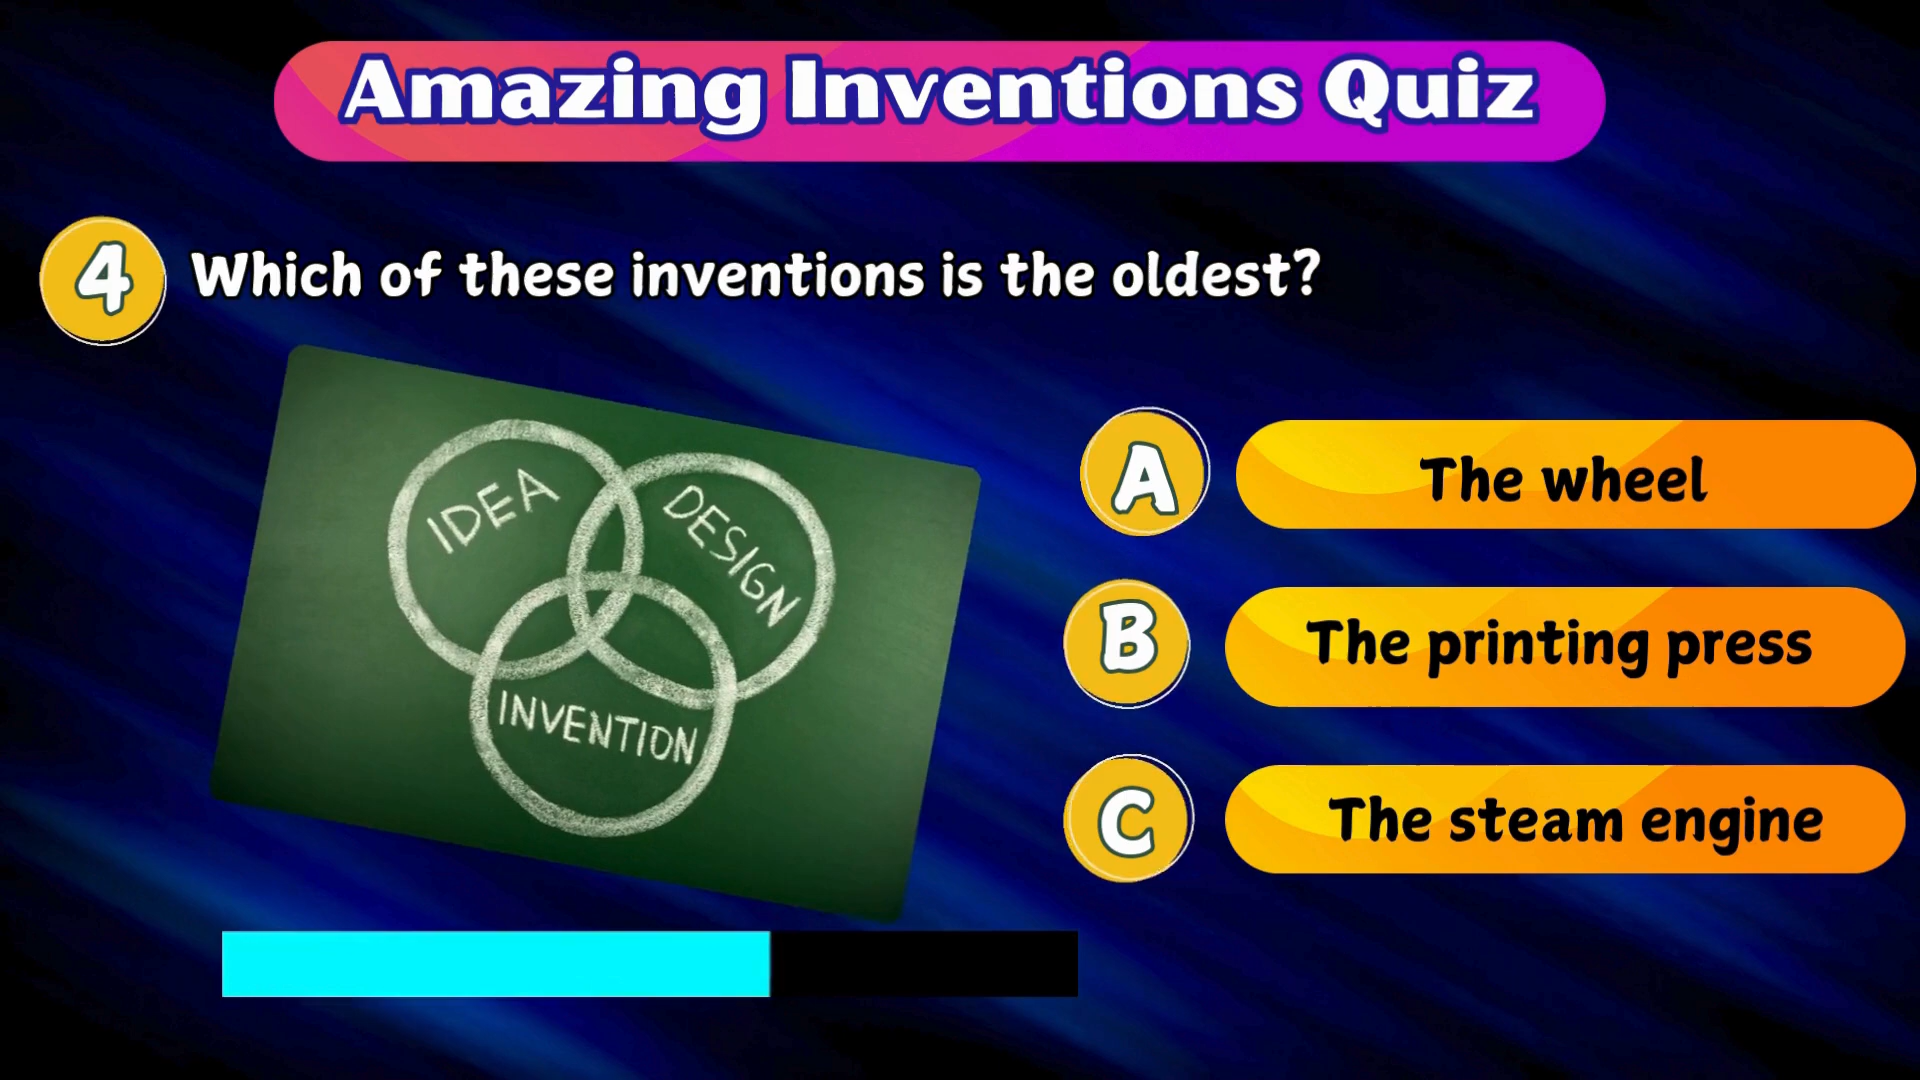 Amazing Inventions Quiz
4 Which of these inventions is the oldest?
IDEA
DESIGN
INVENTION
A The wheel
B The printing press
C The steam engine